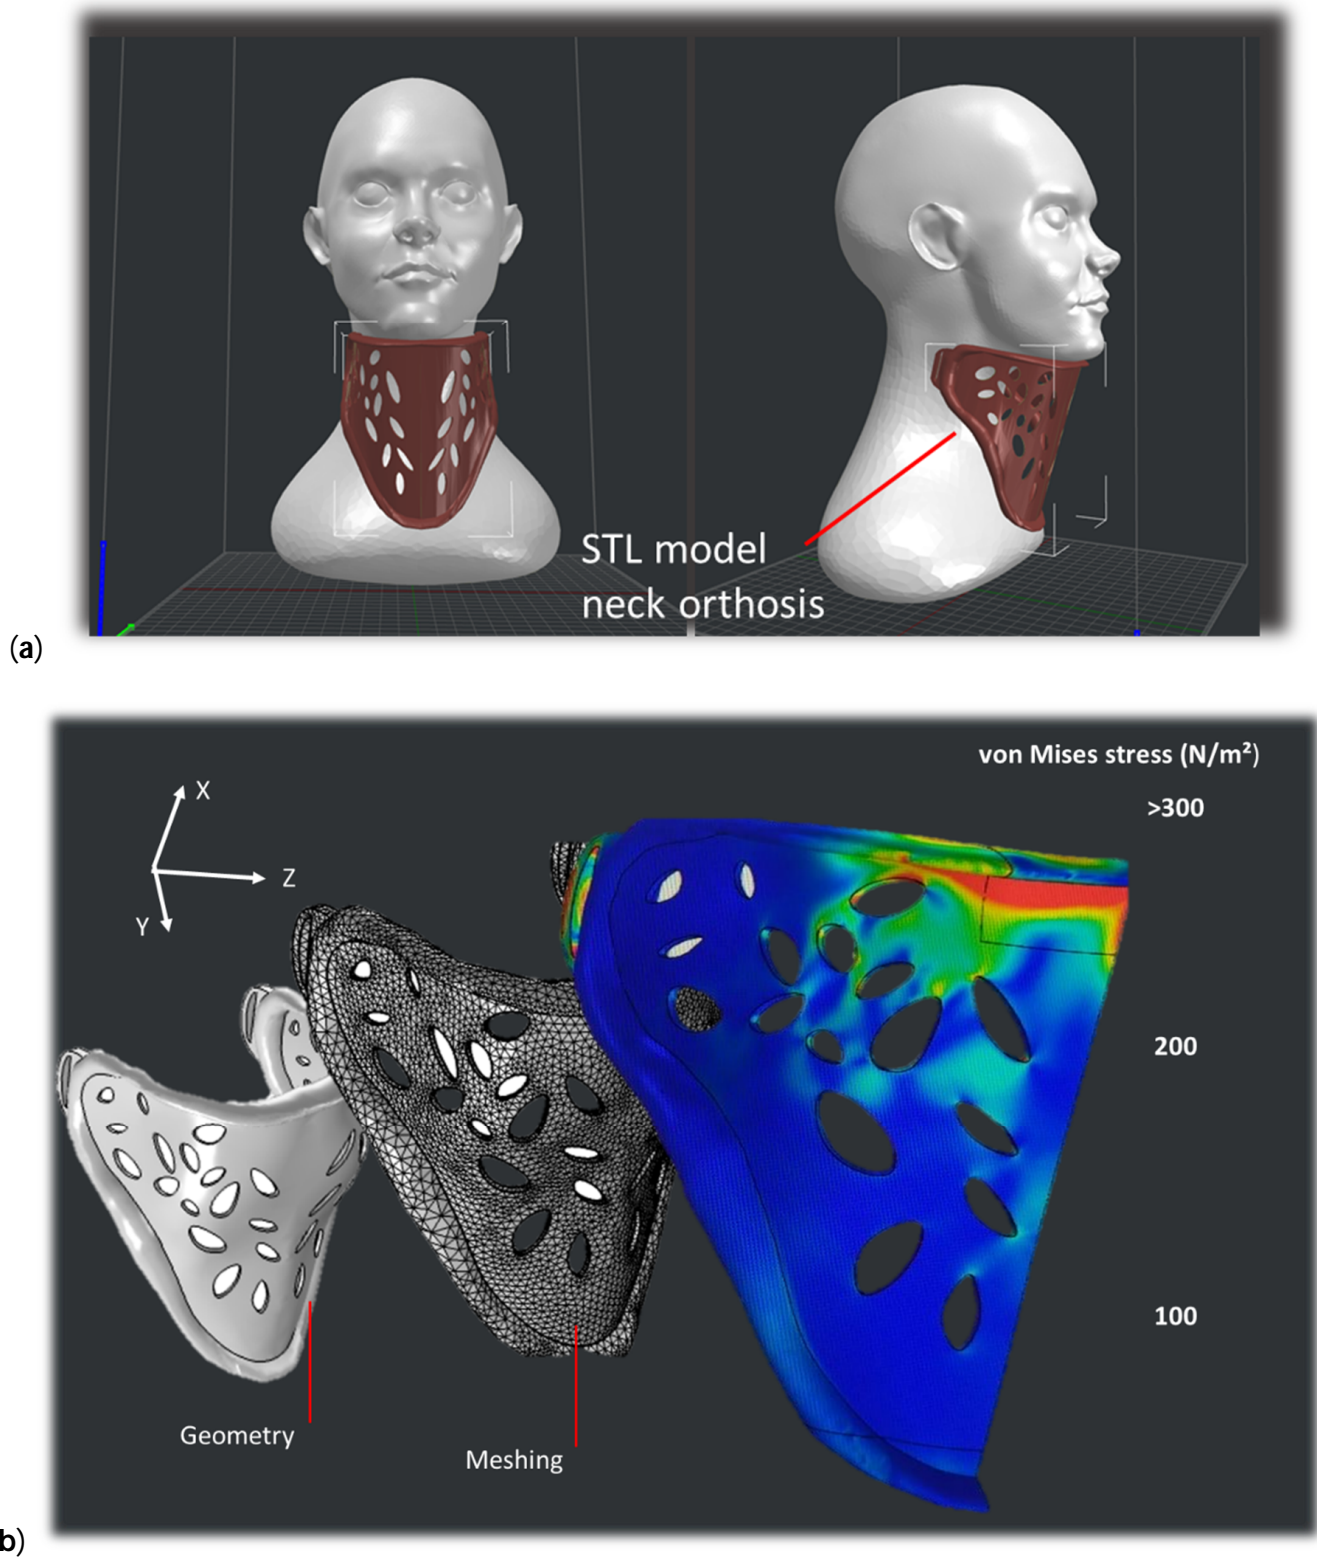 STL model
neck orthosis
(a)
von Mises stress (N/m²)
>300
X
Z
Y
200
100
Geometry
Meshing
b)